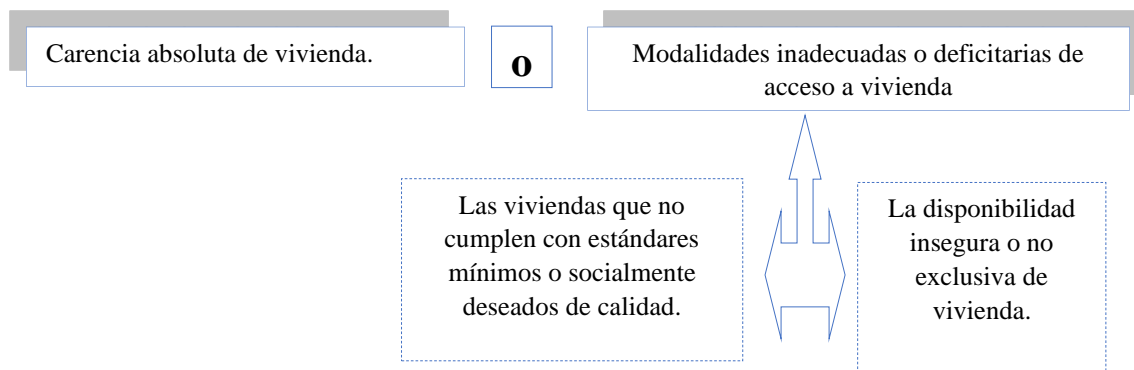 Carencia absoluta de vivienda.
o
Modalidades inadecuadas o deficitarias de
acceso a vivienda
Las viviendas que no
cumplen con estándares
mínimos o socialmente
deseados de calidad.
La disponibilidad
insegura o no
exclusiva de
vivienda.